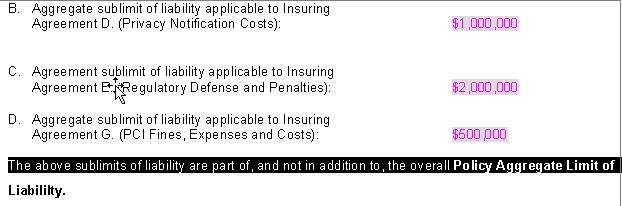 B. Aggregate sublimit of liability applicable to Insuring
Agreement D. (Privacy Notification Costs): $1,000,000
C. Agreement sublimit of liability applicable to Insuring
Agreement E. (Regulatory Defense and Penalties): $2,000,000
D. Aggregate sublimit of liability applicable to Insuring
Agreement G. (PCI Fines, Expenses and Costs): $500,000
The above sublimits of liability are part of, and not in addition to, the overall Policy Aggregate Limit of
Liabililty.